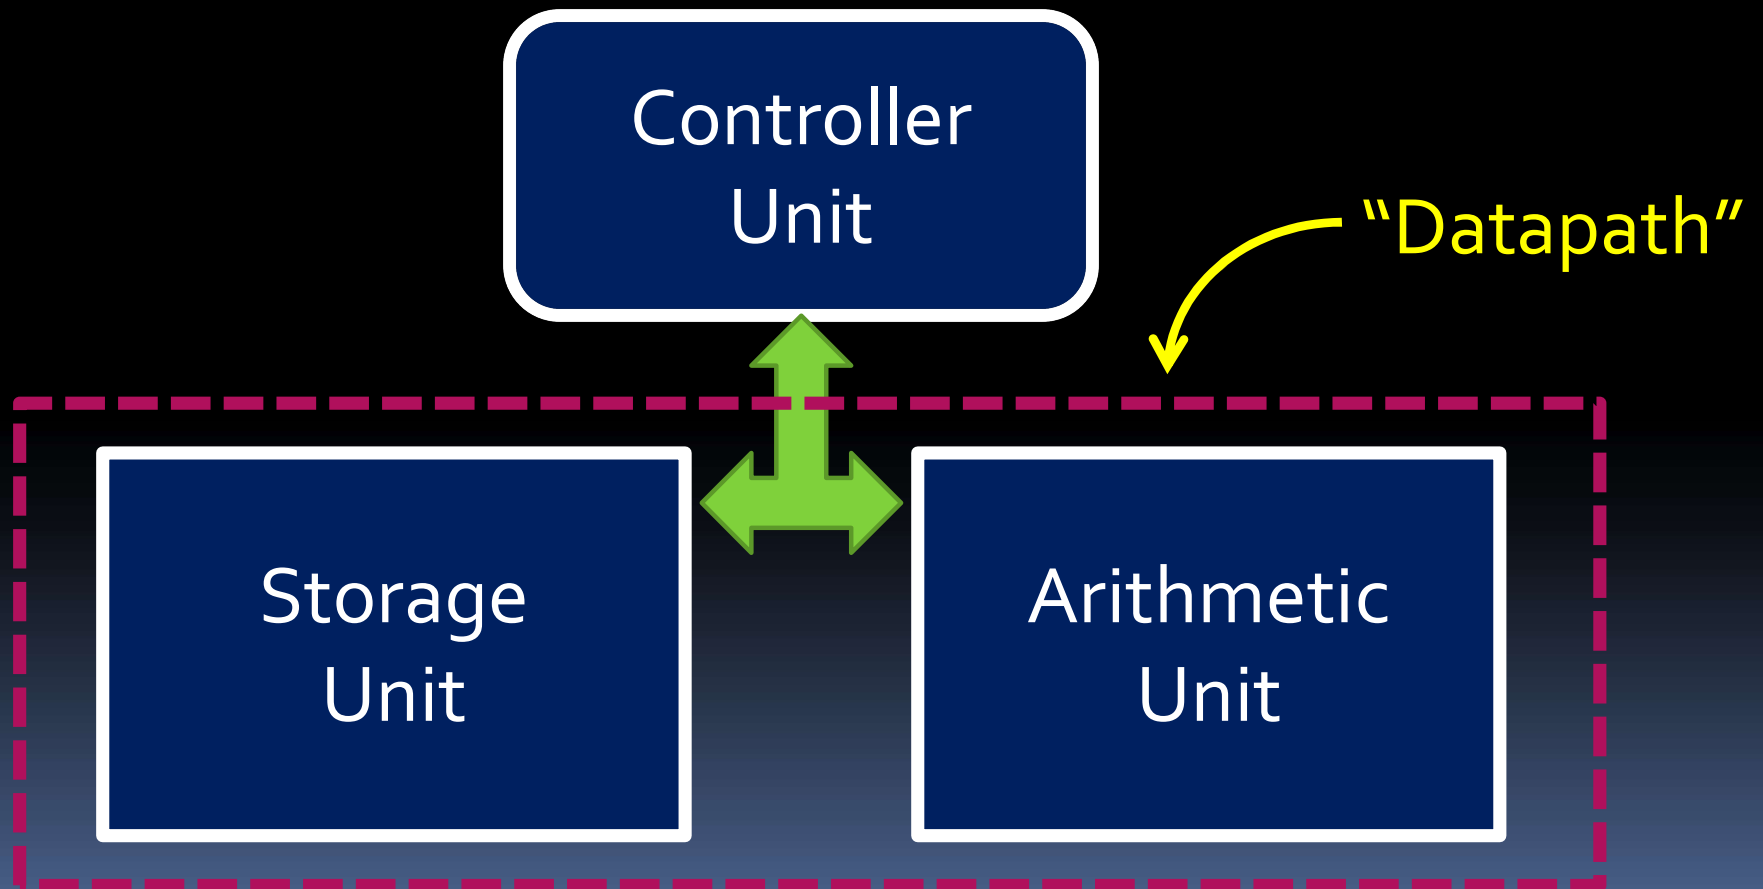 Controller
Unit
“Datapath”
Storage
Unit
Arithmetic
Unit